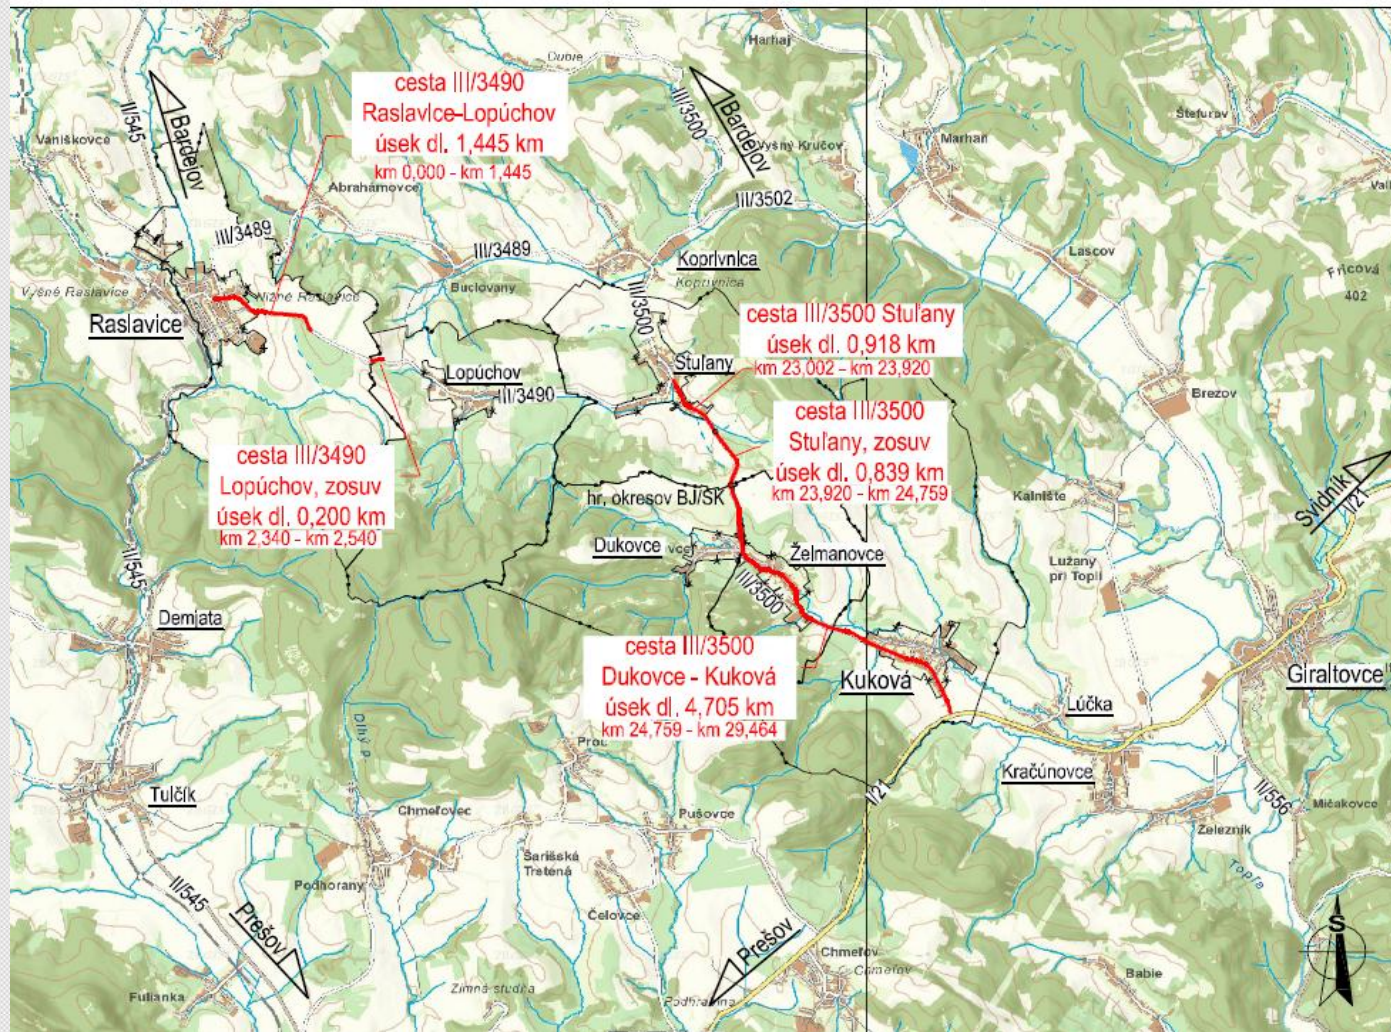 Harhaj
Dubie
cesta III/3490
Raslavice-Lopúchov
úsek dl. 1,445 km
km 0,000 - km 1,445
II/545
Bardejov
III/3500
Bardejov
Štefurov
Vaniškovce
Vyšný Kručov
Marhaň
Abrahámovce
III/3502
III/3489
III/3489
Lascov
Koprivnica
Koprivnica
Fricová
402
Vyšné Raslavice
Nižné Raslavice
Buclovany
Raslavice
III/3500
cesta III/3500 Stuľany
úsek dl. 0,918 km
km 23,002 - km 23,920
Stuľany
Lopúchov
III/3490
Brezov
cesta III/3500
Stuľany, zosuv
úsek dl. 0,839 km
km 23,920 - km 24,759
cesta III/3490
Lopúchov, zosuv
úsek dl. 0,200 km
km 2,340 - km 2,540
hr. okresov BJ/SK
Kalnište
Svidník
I/21
Dukovce
Želmanovce
II/545
III/3500
Lužany
pri Topli
Demjata
cesta III/3500
Dukovce - Kuková
úsek dl. 4,705 km
km 24,759 - km 29,464
Kuková
Giraltovce
Lúčka
Dlhý p.
Kračúnovce
Tulčík
I/21
II/556
Mičakovce
Chmeľovec
Pušovce
Železník
Šarišská
Trstená
Topľa
Podhorany
II/545
Prešov
Čelovce
Prešov
S
Chmeľov
Chmeľov
Babie
Zimná studňa
Fulianka